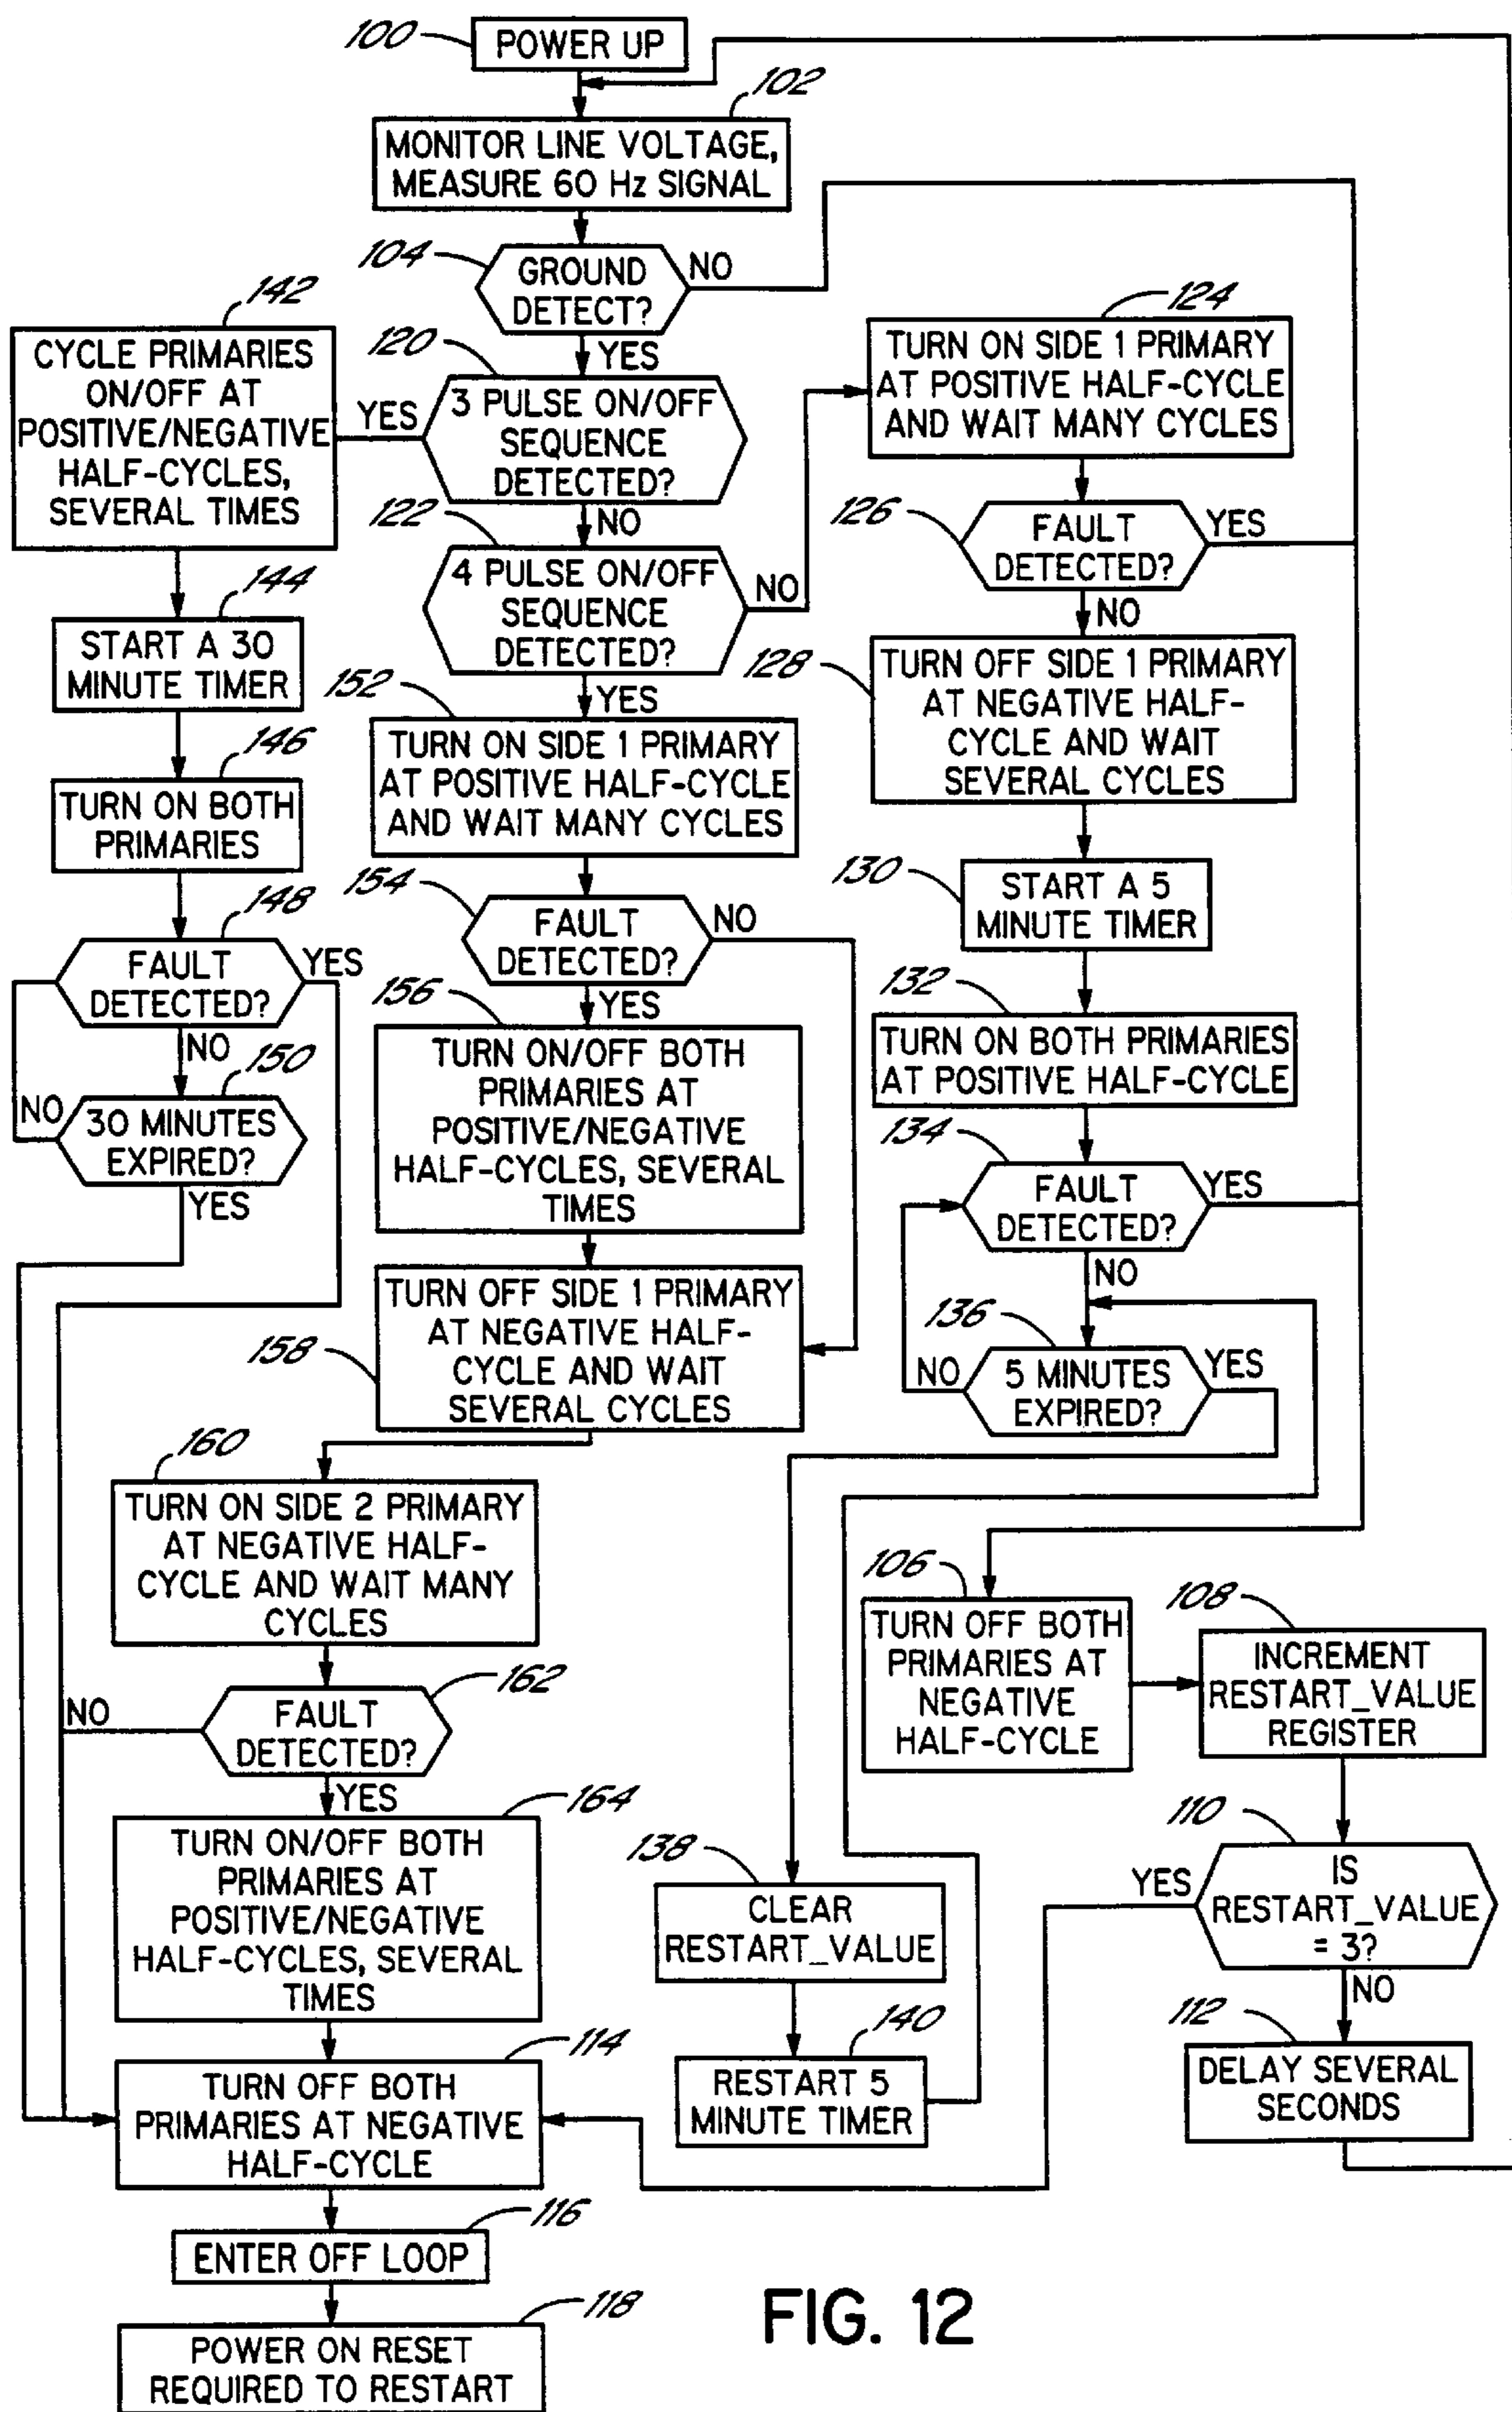 100
POWER UP
102
MONITOR LINE VOLTAGE,
MEASURE 60 Hz SIGNAL
104
GROUND
DETECT?
NO
YES
142
CYCLE PRIMARIES
ON/OFF AT
POSITIVE/NEGATIVE
HALF-CYCLES,
SEVERAL TIMES
120
3 PULSE ON/OFF
SEQUENCE
DETECTED?
YES
NO
122
4 PULSE ON/OFF
SEQUENCE
DETECTED?
NO
YES
124
TURN ON SIDE 1 PRIMARY
AT POSITIVE HALF-CYCLE
AND WAIT MANY CYCLES
126
FAULT
DETECTED?
YES
NO
128
TURN OFF SIDE 1 PRIMARY
AT NEGATIVE HALF-
CYCLE AND WAIT
SEVERAL CYCLES
130
START A 5
MINUTE TIMER
132
TURN ON BOTH PRIMARIES
AT POSITIVE HALF-CYCLE
134
FAULT
DETECTED?
YES
NO
136
5 MINUTES
EXPIRED?
NO
YES
144
START A 30
MINUTE TIMER
146
TURN ON BOTH
PRIMARIES
148
FAULT
DETECTED?
YES
NO
150
30 MINUTES
EXPIRED?
NO
YES
152
TURN ON SIDE 1 PRIMARY
AT POSITIVE HALF-CYCLE
AND WAIT MANY CYCLES
154
FAULT
DETECTED?
NO
YES
156
TURN ON/OFF BOTH
PRIMARIES AT
POSITIVE/NEGATIVE
HALF-CYCLES, SEVERAL
TIMES
158
TURN OFF SIDE 1 PRIMARY
AT NEGATIVE HALF-
CYCLE AND WAIT
SEVERAL CYCLES
160
TURN ON SIDE 2 PRIMARY
AT NEGATIVE HALF-
CYCLE AND WAIT MANY
CYCLES
162
FAULT
DETECTED?
NO
YES
164
TURN ON/OFF BOTH
PRIMARIES AT
POSITIVE/NEGATIVE
HALF-CYCLES, SEVERAL
TIMES
106
TURN OFF BOTH
PRIMARIES AT
NEGATIVE
HALF-CYCLE
108
INCREMENT
RESTART_VALUE
REGISTER
110
IS
RESTART_VALUE
= 3?
YES
NO
112
DELAY SEVERAL
SECONDS
138
CLEAR
RESTART_VALUE
140
RESTART 5
MINUTE TIMER
114
TURN OFF BOTH
PRIMARIES AT NEGATIVE
HALF-CYCLE
116
ENTER OFF LOOP
118
POWER ON RESET
REQUIRED TO RESTART
FIG. 12